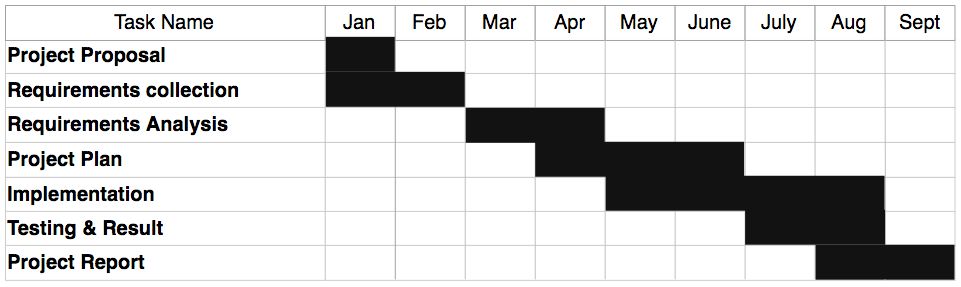 Task Name Jan Feb Mar Apr May June July Aug Sept
Project Proposal
Requirements collection
Requirements Analysis
Project Plan
Implementation
Testing & Result
Project Report